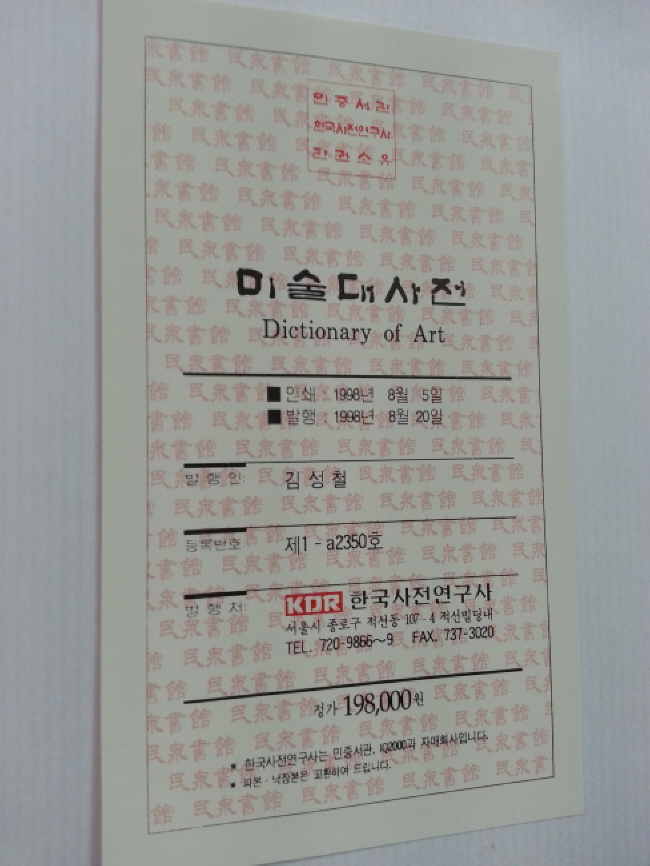 민중서관
한국사전연구사
판권소유
미술대사전
Dictionary of Art
■ 인쇄 : 1998년 8월 5일
■ 발행 : 1998년 8월 20일
발 행 인: 김성철
등록번호: 제1 - a2350호
발 행 처: KDR 한국사전연구사
서울시 종로구 적선동 107 - 4 적선빌딩내
TEL. 720-9866~9 FAX. 737-3020
정가 198,000원
■ 한국사전연구사는 민중서관, IQ2000과 자매회사입니다.
■ 파본 · 낙장본은 교환하여 드립니다.
民衆書館